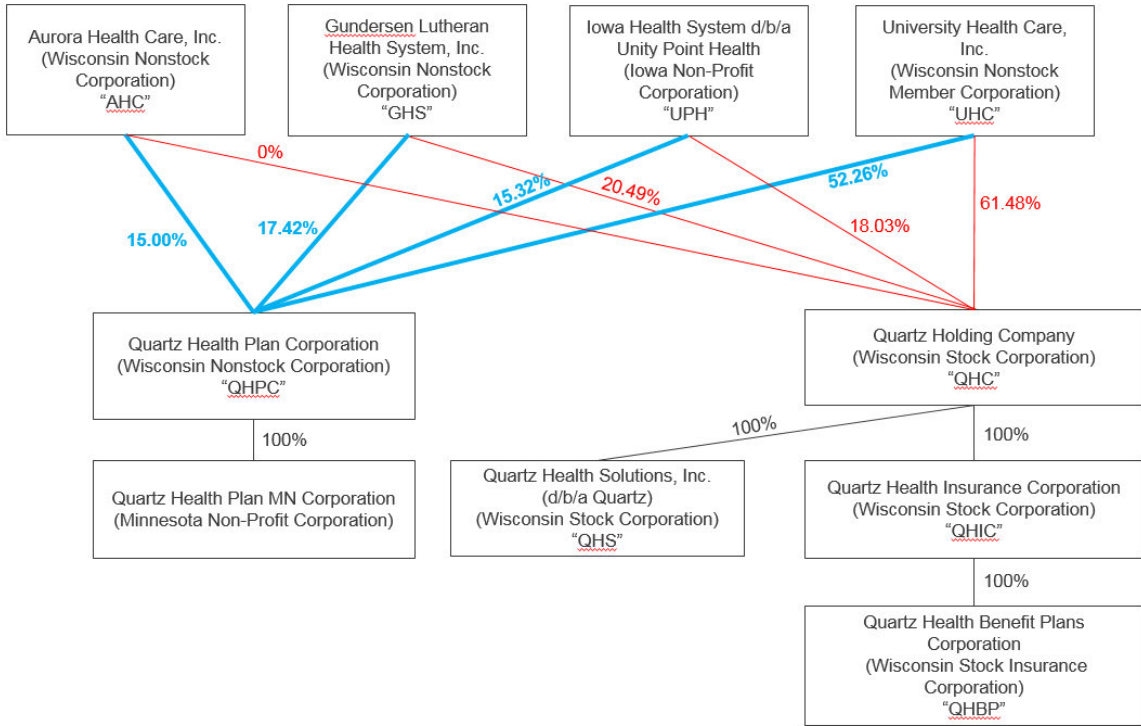 Aurora Health Care, Inc.
(Wisconsin Nonstock
Corporation)
“AHC”
Gundersen Lutheran
Health System, Inc.
(Wisconsin Nonstock
Corporation)
“GHS”
Iowa Health System d/b/a
Unity Point Health
(Iowa Non-Profit
Corporation)
“UPH”
University Health Care,
Inc.
(Wisconsin Nonstock
Member Corporation)
“UHC”
0%
15.32%
20.49%
52.26%
15.00%
17.42%
18.03%
61.48%
Quartz Health Plan Corporation
(Wisconsin Nonstock Corporation)
“QHPC”
Quartz Holding Company
(Wisconsin Stock Corporation)
“QHC”
100%
100%
100%
Quartz Health Plan MN Corporation
(Minnesota Non-Profit Corporation)
Quartz Health Solutions, Inc.
(d/b/a Quartz)
(Wisconsin Stock Corporation)
“QHS”
Quartz Health Insurance Corporation
(Wisconsin Stock Corporation)
“QHIC”
100%
Quartz Health Benefit Plans
Corporation
(Wisconsin Stock Insurance
Corporation)
“QHBP”